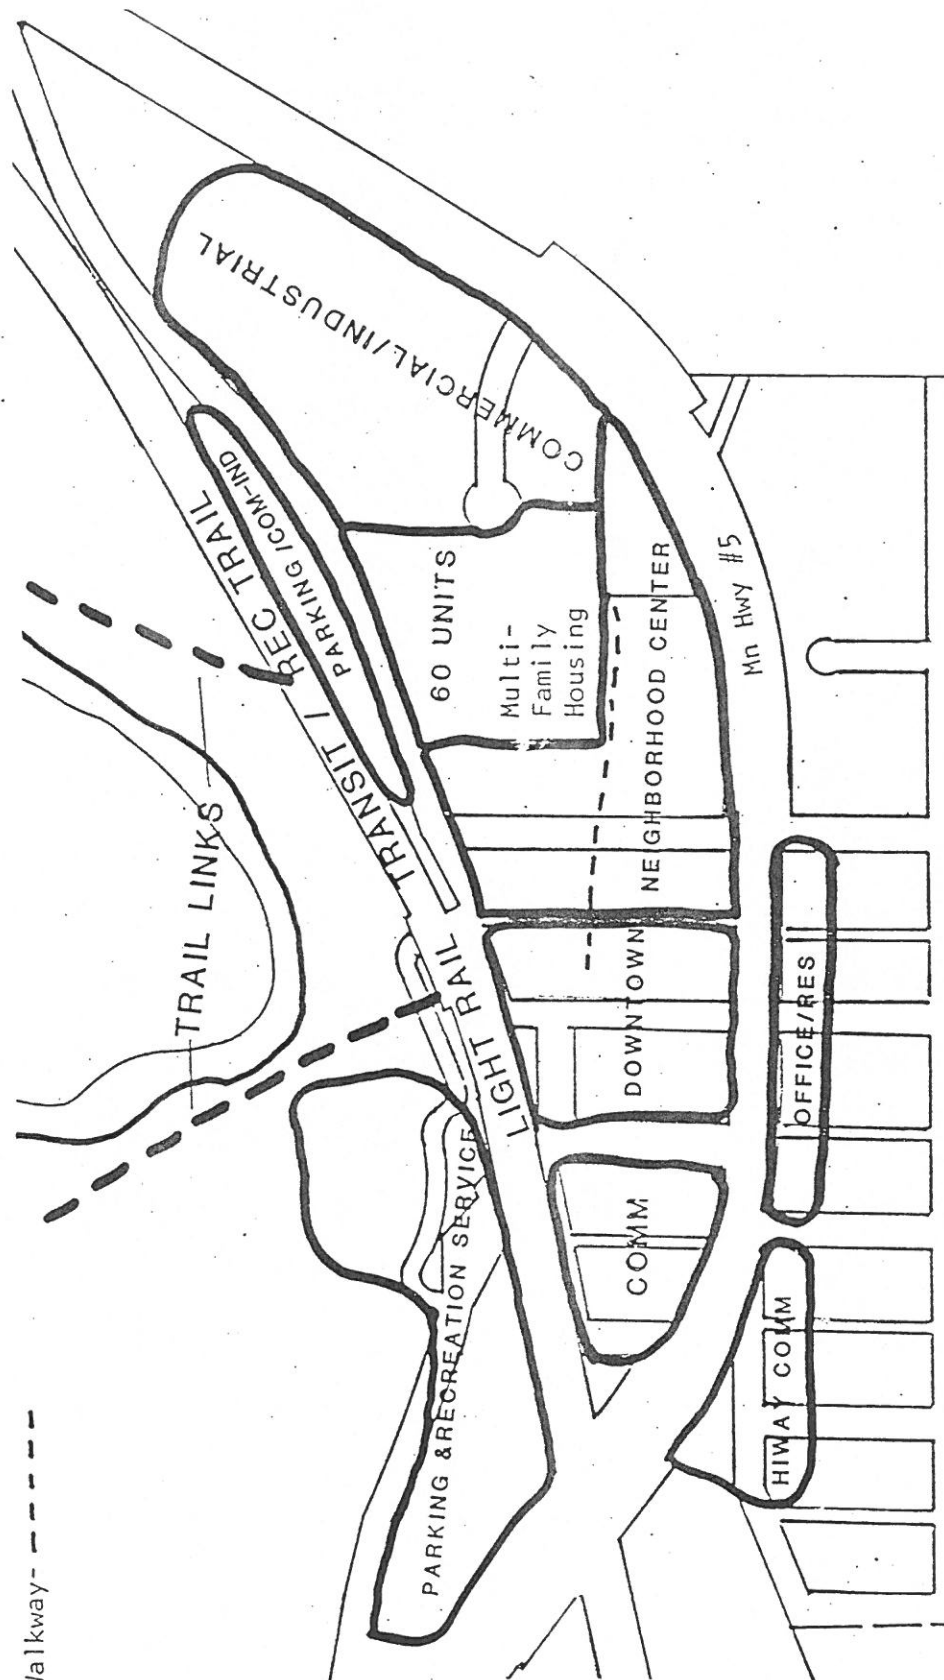 COMMERCIAL/INDUSTRIAL
LIGHT RAIL TRANSIT / REC TRAIL
PARKING/COM-IND
TRAIL LINKS
60 UNITS
Multi-
Family
Housing
NEIGHBORHOOD CENTER
Mn Hwy #5
DOWNTOWN
OFFICE/RES
PARKING &RECREATION SERVICE
COMM
HIWAY COMM